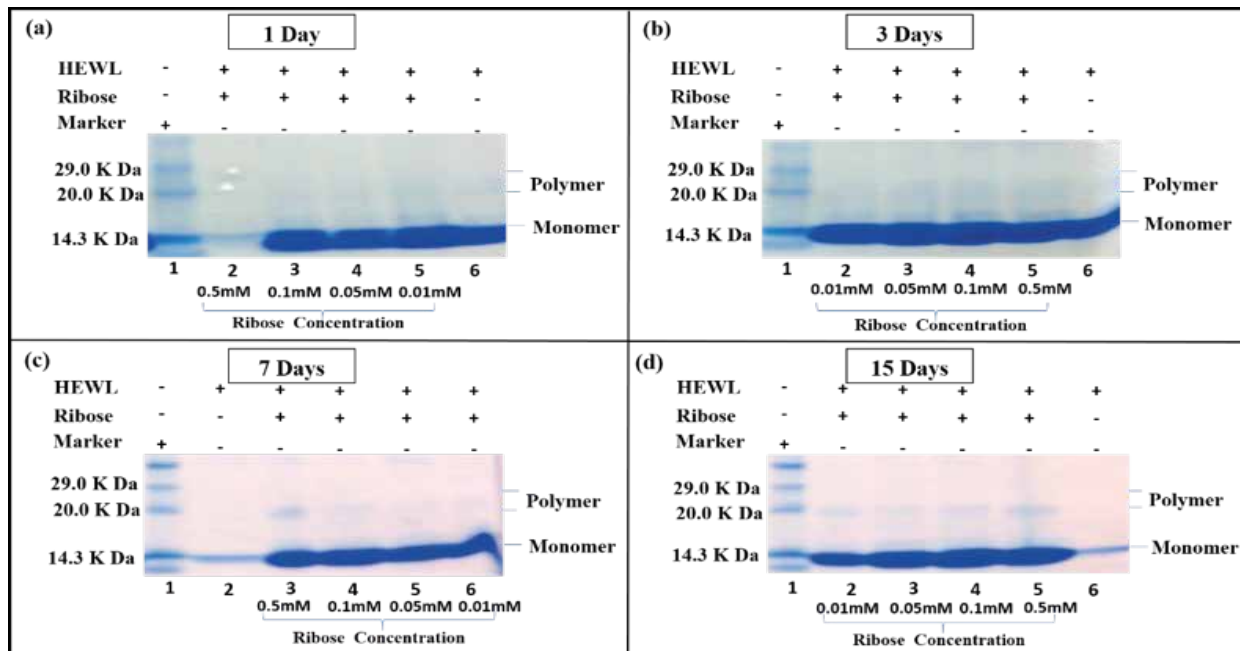 (a) 1 Day
HEWL - + + + + +
Ribose - + + + + -
Marker + - - - - -
29.0 K Da
20.0 K Da
Polymer
Monomer
14.3 K Da
1 2 3 4 5 6
0.5mM 0.1mM 0.05mM 0.01mM
Ribose Concentration
(b) 3 Days
HEWL - + + + + +
Ribose - + + + + -
Marker + - - - - -
29.0 K Da
20.0 K Da
Polymer
Monomer
14.3 K Da
1 2 3 4 5 6
0.01mM 0.05mM 0.1mM 0.5mM
Ribose Concentration
(c) 7 Days
HEWL - + + + + +
Ribose - - + + + +
Marker + - - - - -
29.0 K Da
20.0 K Da
Polymer
Monomer
14.3 K Da
1 2 3 4 5 6
0.5mM 0.1mM 0.05mM 0.01mM
Ribose Concentration
(d) 15 Days
HEWL - + + + + +
Ribose - + + + + -
Marker + - - - - -
29.0 K Da
20.0 K Da
Polymer
Monomer
14.3 K Da
1 2 3 4 5 6
0.01mM 0.05mM 0.1mM 0.5mM
Ribose Concentration